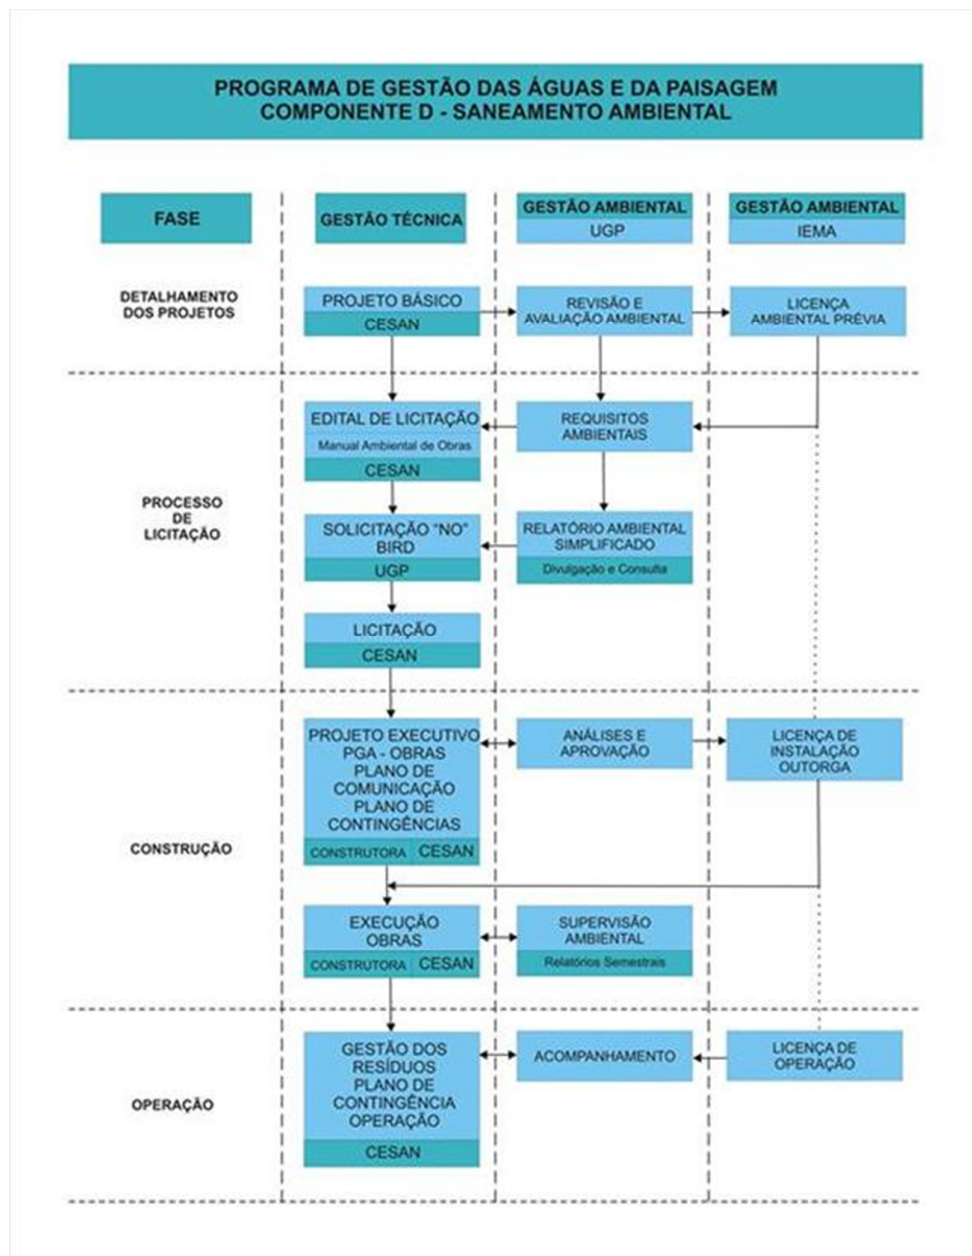 PROGRAMA DE GESTÃO DAS ÁGUAS E DA PAISAGEM
COMPONENTE D - SANEAMENTO AMBIENTAL
FASE
GESTÃO TÉCNICA
GESTÃO AMBIENTAL
UGP
GESTÃO AMBIENTAL
IEMA
DETALHAMENTO
DOS PROJETOS
PROJETO BÁSICO
CESAN
REVISÃO E
AVALIAÇÃO AMBIENTAL
LICENÇA
AMBIENTAL PRÉVIA
PROCESSO
DE
LICITAÇÃO
EDITAL DE LICITAÇÃO
Manual Ambiental de Obras
CESAN
REQUISITOS
AMBIENTAIS
SOLICITAÇÃO "NO"
BIRD
UGP
RELATÓRIO AMBIENTAL
SIMPLIFICADO
Divulgação e Consulta
LICITAÇÃO
CESAN
CONSTRUÇÃO
PROJETO EXECUTIVO
PGA - OBRAS
PLANO DE
COMUNICAÇÃO
PLANO DE
CONTINGÊNCIAS
CONSTRUTORA CESAN
ANÁLISES E
APROVAÇÃO
LICENÇA DE
INSTALAÇÃO
OUTORGA
EXECUÇÃO
OBRAS
CONSTRUTORA CESAN
SUPERVISÃO
AMBIENTAL
Relatórios Semestrais
OPERAÇÃO
GESTÃO DOS
RESÍDUOS
PLANO DE
CONTINGÊNCIA
OPERAÇÃO
CESAN
ACOMPANHAMENTO
LICENÇA DE
OPERAÇÃO